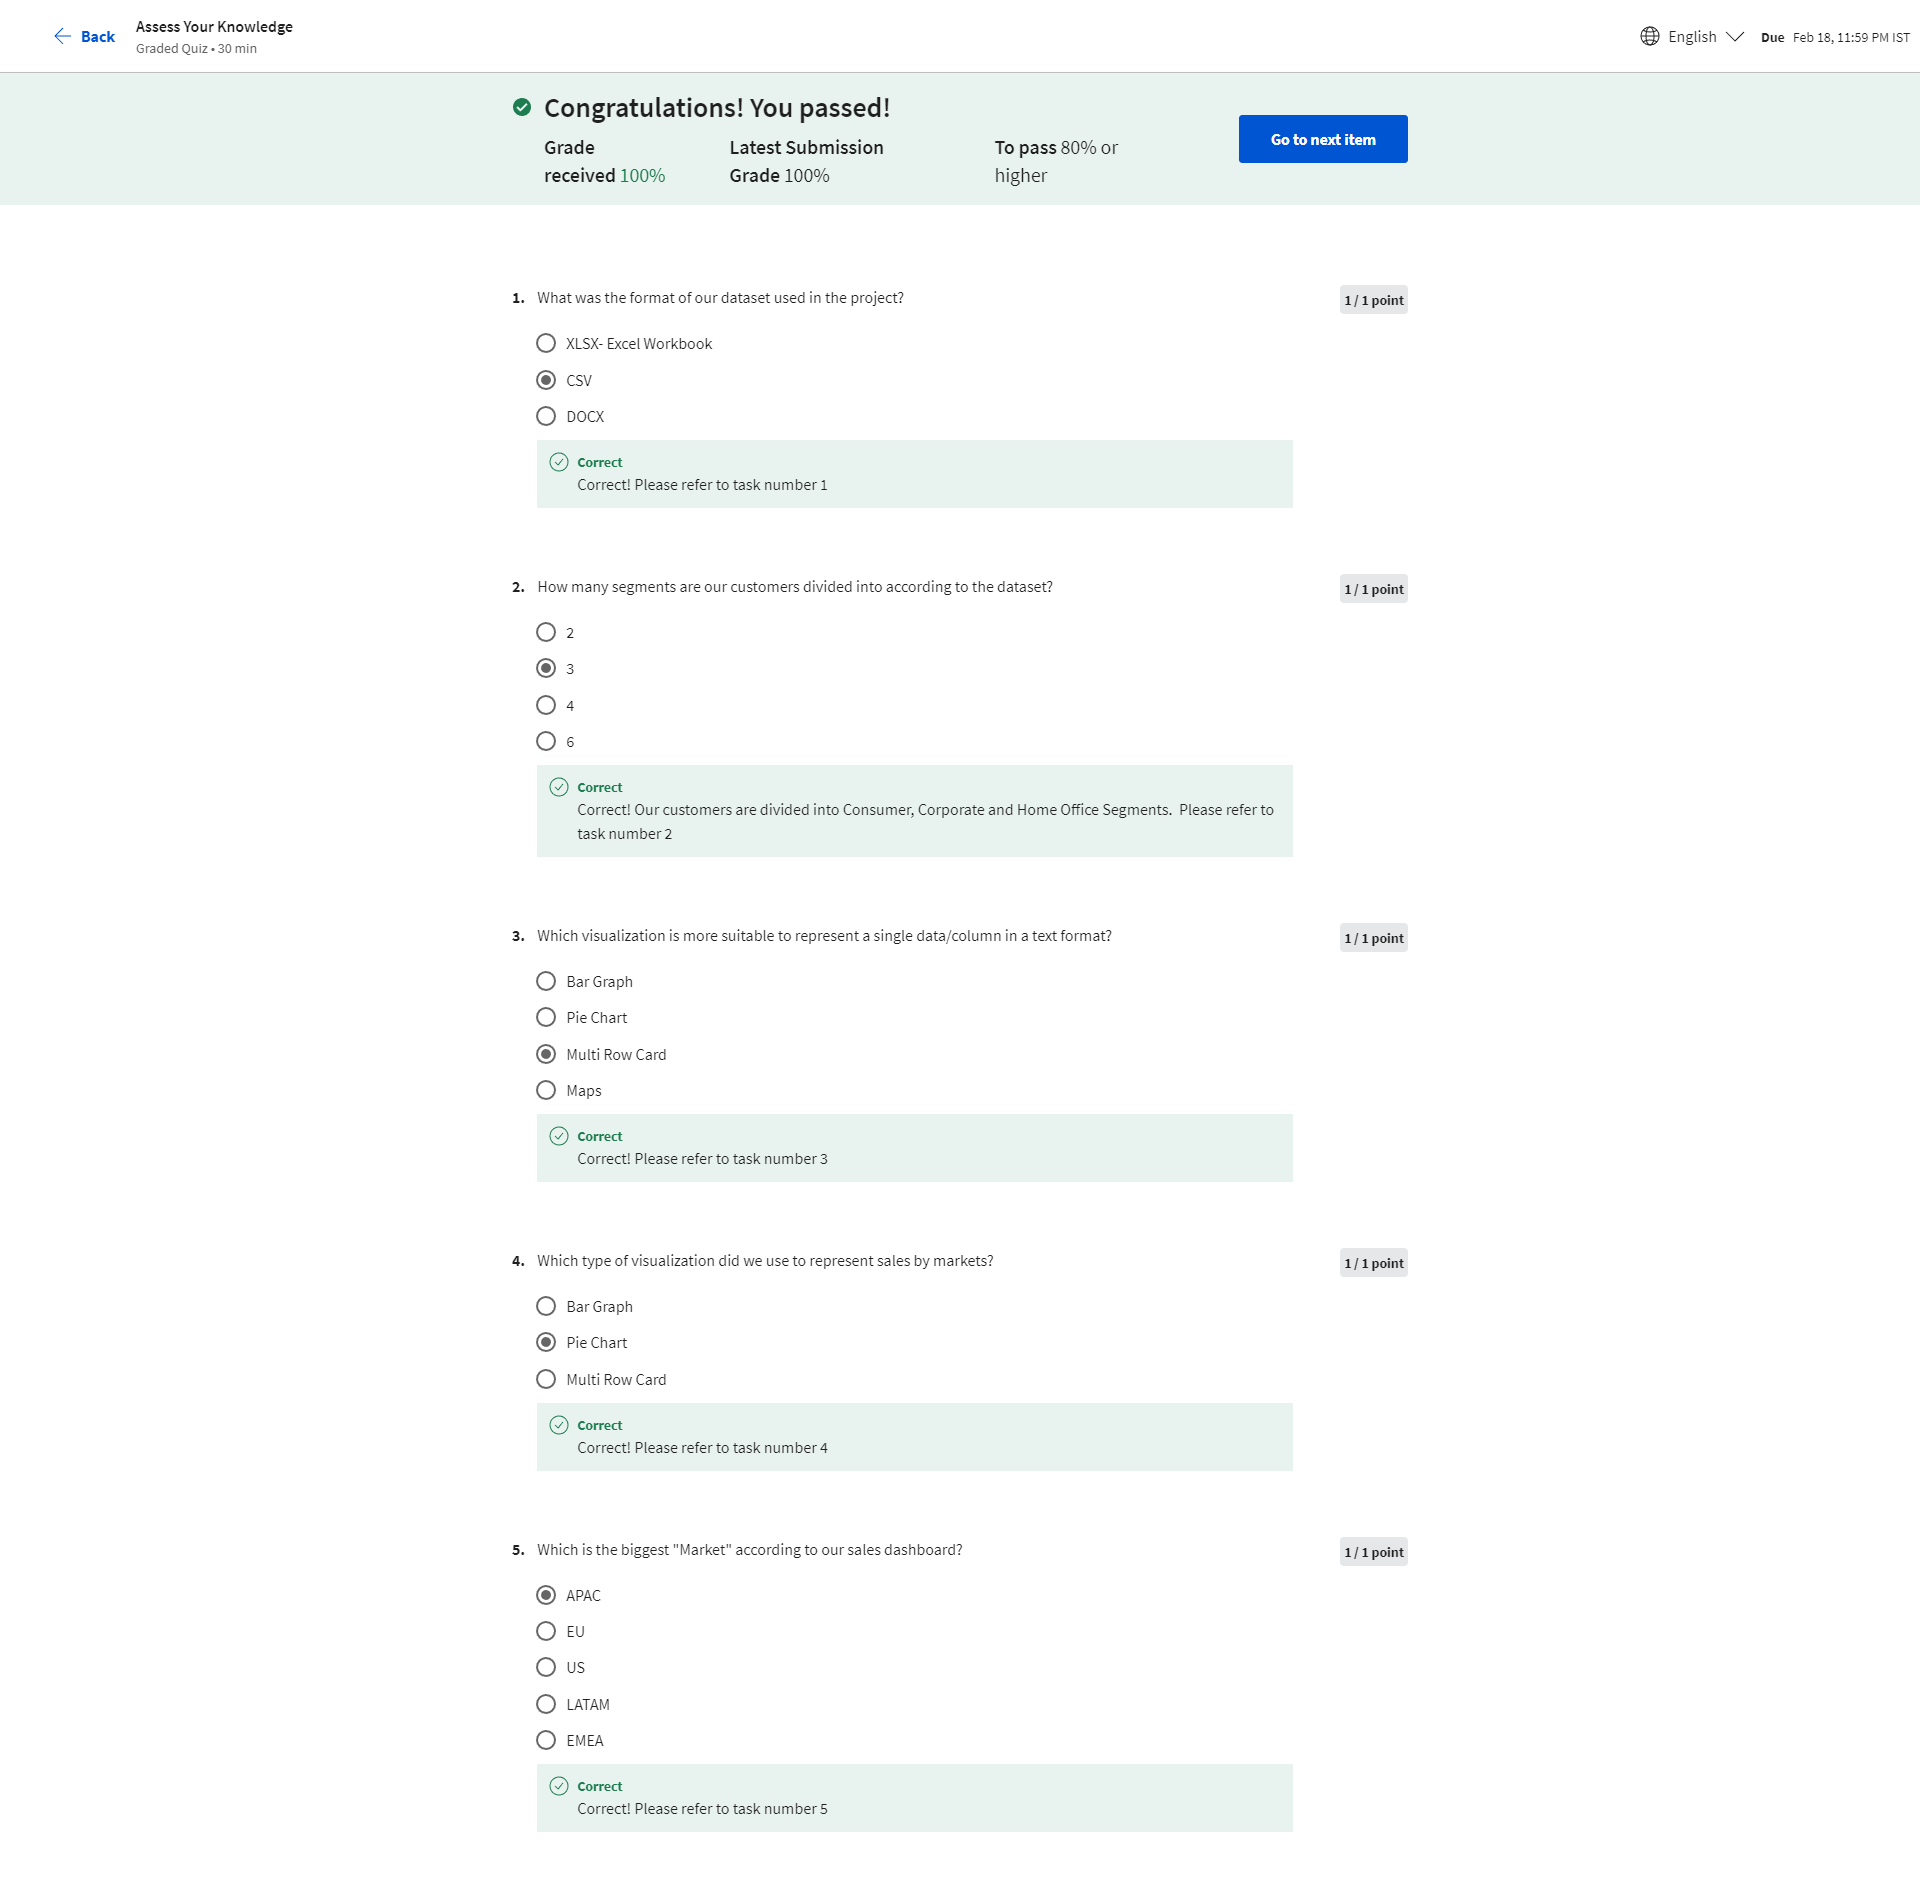 Back
Assess Your Knowledge
Graded Quiz • 30 min
English
Due Feb 18, 11:59 PM IST
Congratulations! You passed!
Grade received 100%
Latest Submission Grade 100%
To pass 80% or higher
Go to next item
1. What was the format of our dataset used in the project?
1 / 1 point
XLSX- Excel Workbook
CSV
DOCX
Correct
Correct! Please refer to task number 1
2. How many segments are our customers divided into according to the dataset?
1 / 1 point
2
3
4
6
Correct
Correct! Our customers are divided into Consumer, Corporate and Home Office Segments.  Please refer to
task number 2
3. Which visualization is more suitable to represent a single data/column in a text format?
1 / 1 point
Bar Graph
Pie Chart
Multi Row Card
Maps
Correct
Correct! Please refer to task number 3
4. Which type of visualization did we use to represent sales by markets?
1 / 1 point
Bar Graph
Pie Chart
Multi Row Card
Correct
Correct! Please refer to task number 4
5. Which is the biggest "Market" according to our sales dashboard?
1 / 1 point
APAC
EU
US
LATAM
EMEA
Correct
Correct! Please refer to task number 5